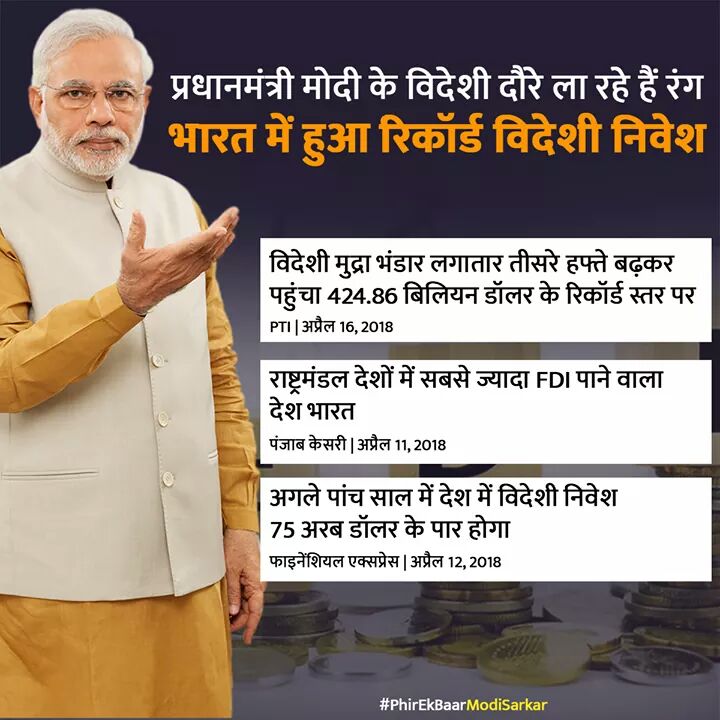 प्रधानमंत्री मोदी के विदेशी दौरे ला रहे हैं रंग
भारत में हुआ रिकॉर्ड विदेशी निवेश
विदेशी मुद्रा भंडार लगातार तीसरे हफ्ते बढ़कर
पहुंचा 424.86 बिलियन डॉलर के रिकॉर्ड स्तर पर
PTI | अप्रैल 16, 2018
राष्ट्रमंडल देशों में सबसे ज्यादा FDI पाने वाला
देश भारत
पंजाब केसरी | अप्रैल 11, 2018
अगले पांच साल में देश में विदेशी निवेश
75 अरब डॉलर के पार होगा
फाइनेंशियल एक्सप्रेस | अप्रैल 12, 2018
#PhirEkBaarModiSarkar